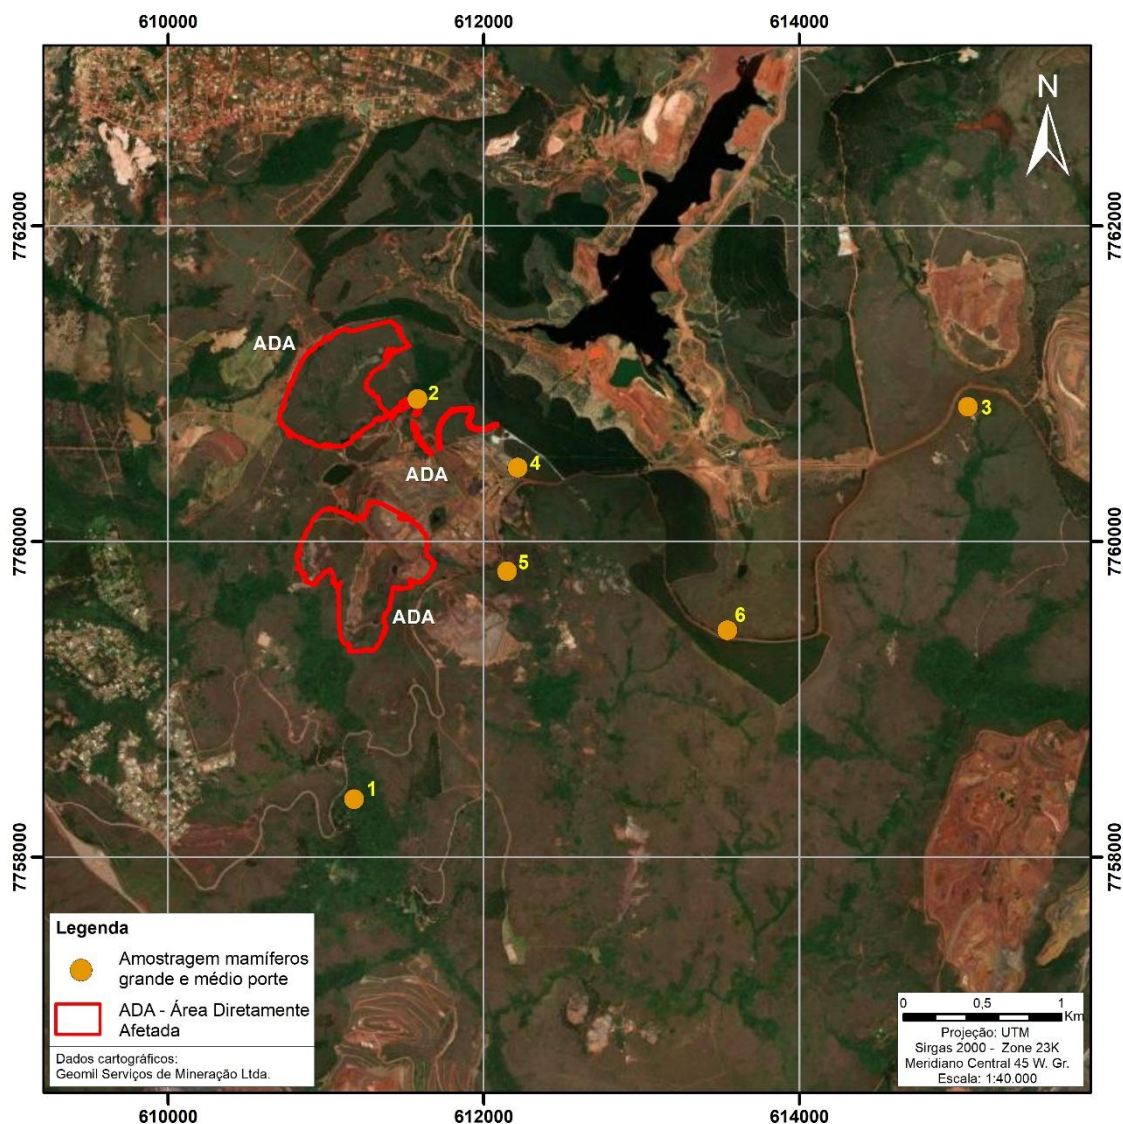 610000
612000
614000
N
7762000
7762000
ADA
2
3
4
ADA
7760000
7760000
5
ADA
6
1
7758000
7758000
Legenda
Amostragem mamíferos
grande e médio porte
ADA - Área Diretamente
Afetada
Dados cartográficos:
Geomil Serviços de Mineração Ltda.
0 0,5 1
Km
Projeção: UTM
Sirgas 2000 - Zone 23K
Meridiano Central 45 W. Gr.
Escala: 1:40.000
610000
612000
614000